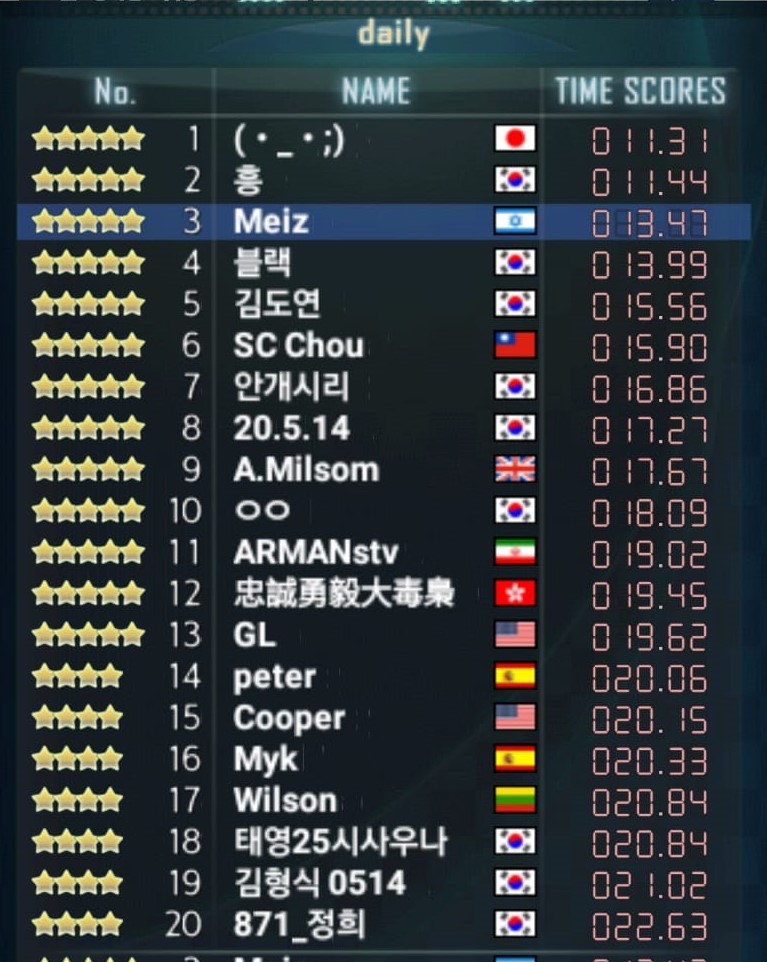 daily
No. NAME TIME SCORES
1 (・_・;) 011.31
2 흥 011.44
3 Meiz 013.47
4 블랙 013.99
5 김도연 015.56
6 SC Chou 015.90
7 안개시리 016.86
8 20.5.14 017.27
9 A.Milsom 017.67
10 ㅇㅇ 018.09
11 ARMANstv 019.02
12 忠誠勇毅大毒梟 019.45
13 GL 019.62
14 peter 020.06
15 Cooper 020.15
16 Myk 020.33
17 Wilson 020.84
18 태영25시사우나 020.84
19 김형식 0514 021.02
20 871_정희 022.63